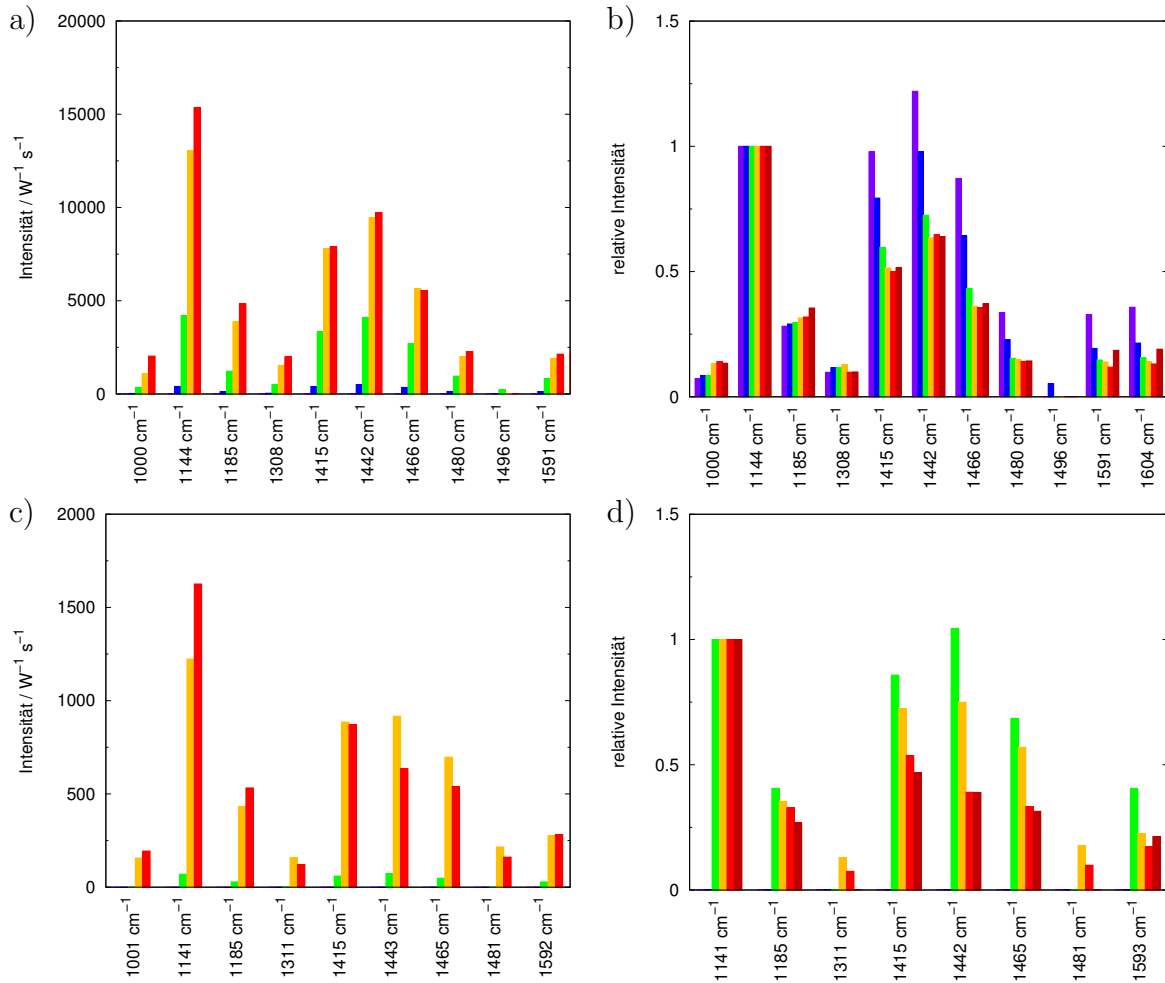 a)
20000
15000
10000
5000
0
Intensität / W⁻¹ s⁻¹
1000 cm⁻¹
1144 cm⁻¹
1185 cm⁻¹
1308 cm⁻¹
1415 cm⁻¹
1442 cm⁻¹
1466 cm⁻¹
1480 cm⁻¹
1496 cm⁻¹
1591 cm⁻¹
b)
1.5
1
0.5
0
relative Intensität
1000 cm⁻¹
1144 cm⁻¹
1185 cm⁻¹
1308 cm⁻¹
1415 cm⁻¹
1442 cm⁻¹
1466 cm⁻¹
1480 cm⁻¹
1496 cm⁻¹
1591 cm⁻¹
1604 cm⁻¹
c)
2000
1500
1000
500
0
Intensität / W⁻¹ s⁻¹
1001 cm⁻¹
1141 cm⁻¹
1185 cm⁻¹
1311 cm⁻¹
1415 cm⁻¹
1443 cm⁻¹
1465 cm⁻¹
1481 cm⁻¹
1592 cm⁻¹
d)
1.5
1
0.5
0
relative Intensität
1141 cm⁻¹
1185 cm⁻¹
1311 cm⁻¹
1415 cm⁻¹
1442 cm⁻¹
1465 cm⁻¹
1481 cm⁻¹
1593 cm⁻¹